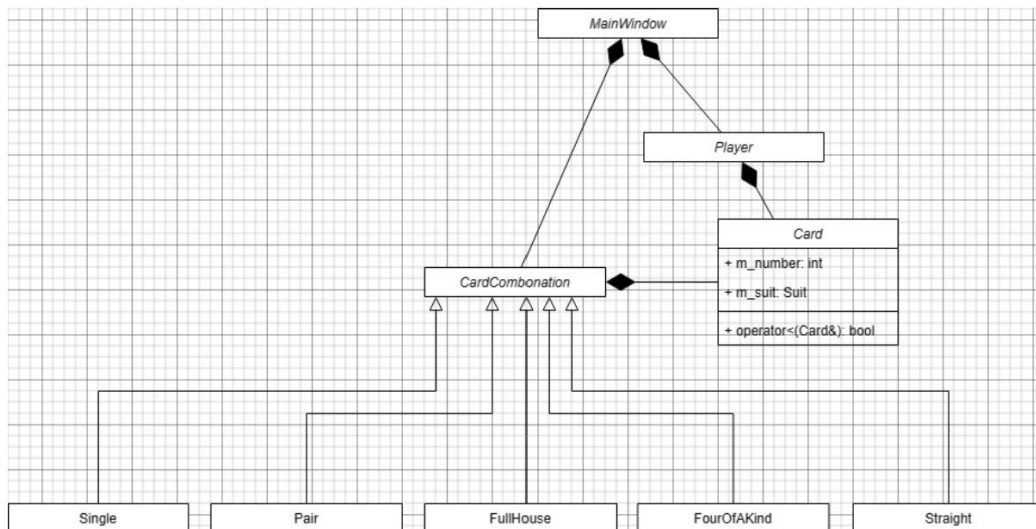 MainWindow
Player
Card
+ m_number: int
+ m_suit: Suit
+ operator<(Card&): bool
CardCombonation
Single
Pair
FullHouse
FourOfAKind
Straight